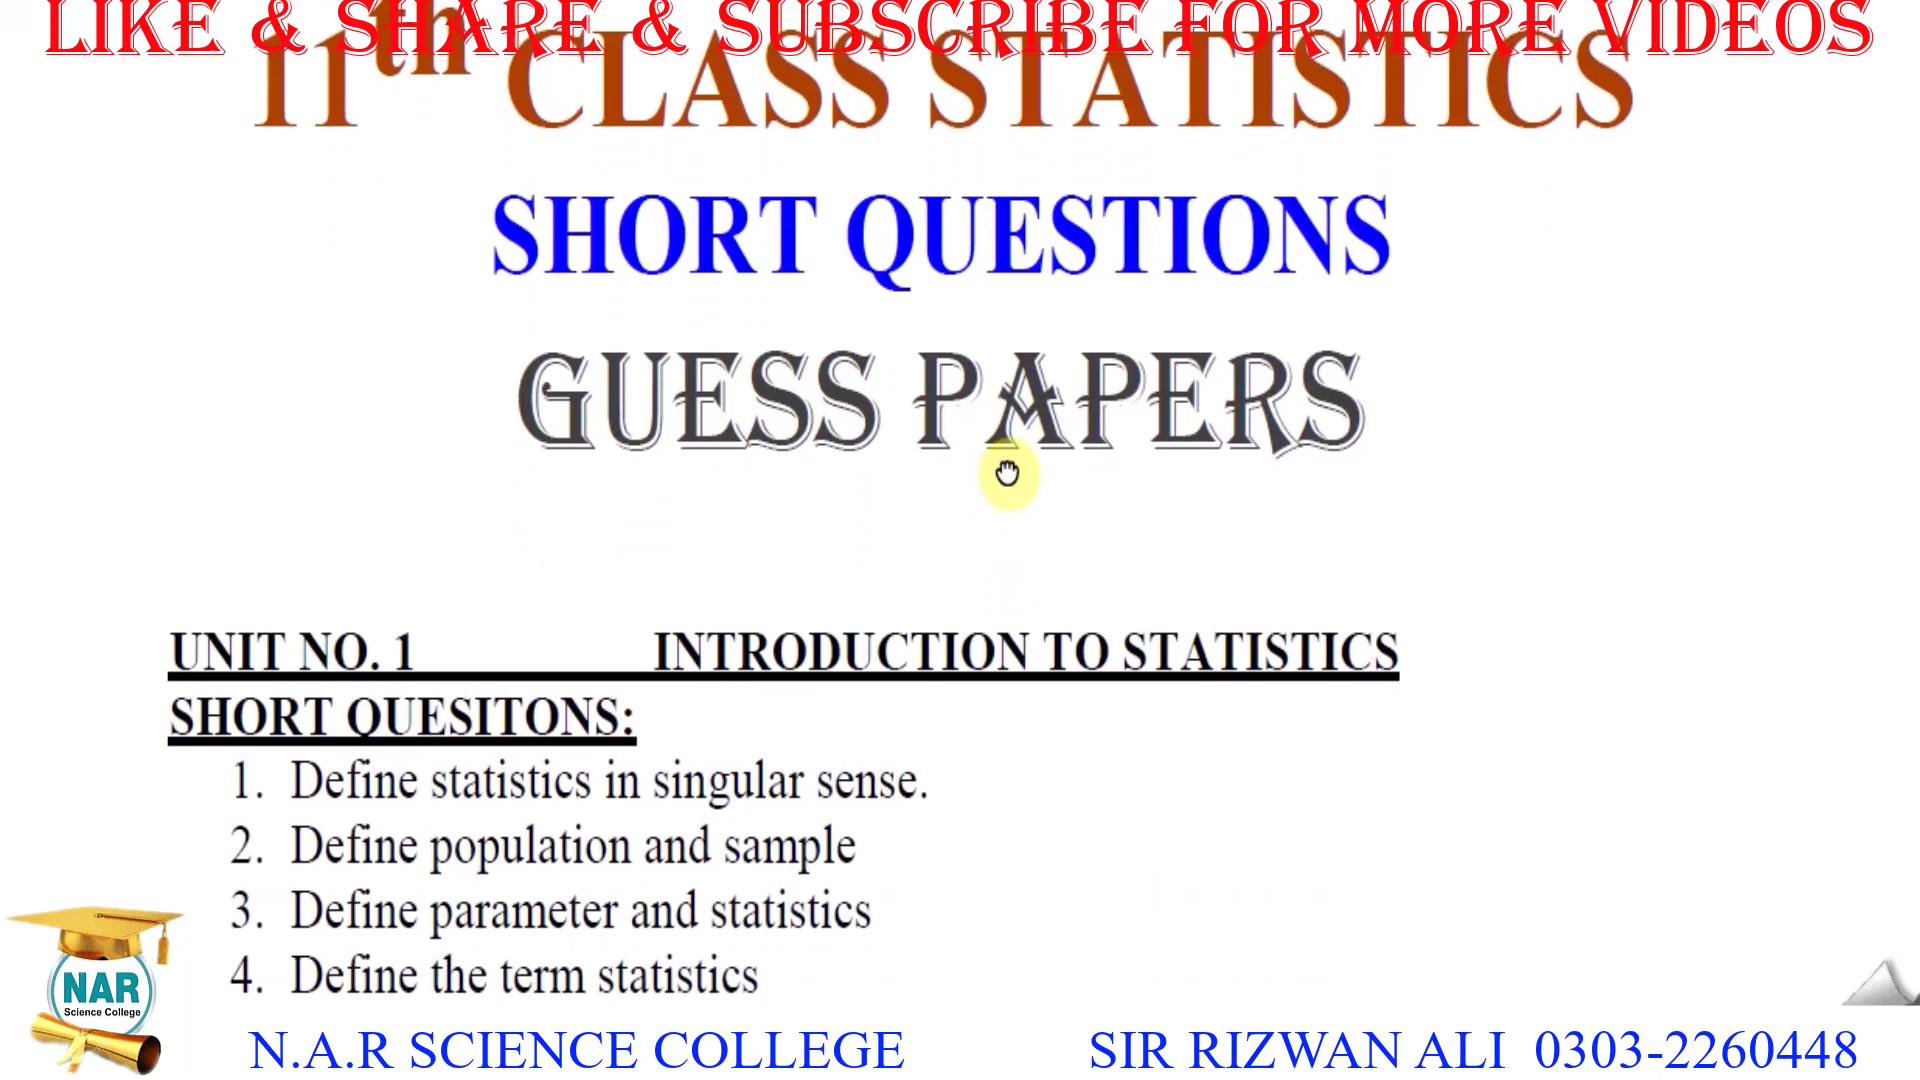 LIKE & SHARE & SUBSCRIBE FOR MORE VIDEOS
11th CLASS STATISTICS
SHORT QUESTIONS
GUESS PAPERS
UNIT NO. 1 INTRODUCTION TO STATISTICS
SHORT QUESITONS:
1. Define statistics in singular sense.
2. Define population and sample
3. Define parameter and statistics
4. Define the term statistics
NAR
Science College
N.A.R SCIENCE COLLEGE SIR RIZWAN ALI 0303-2260448